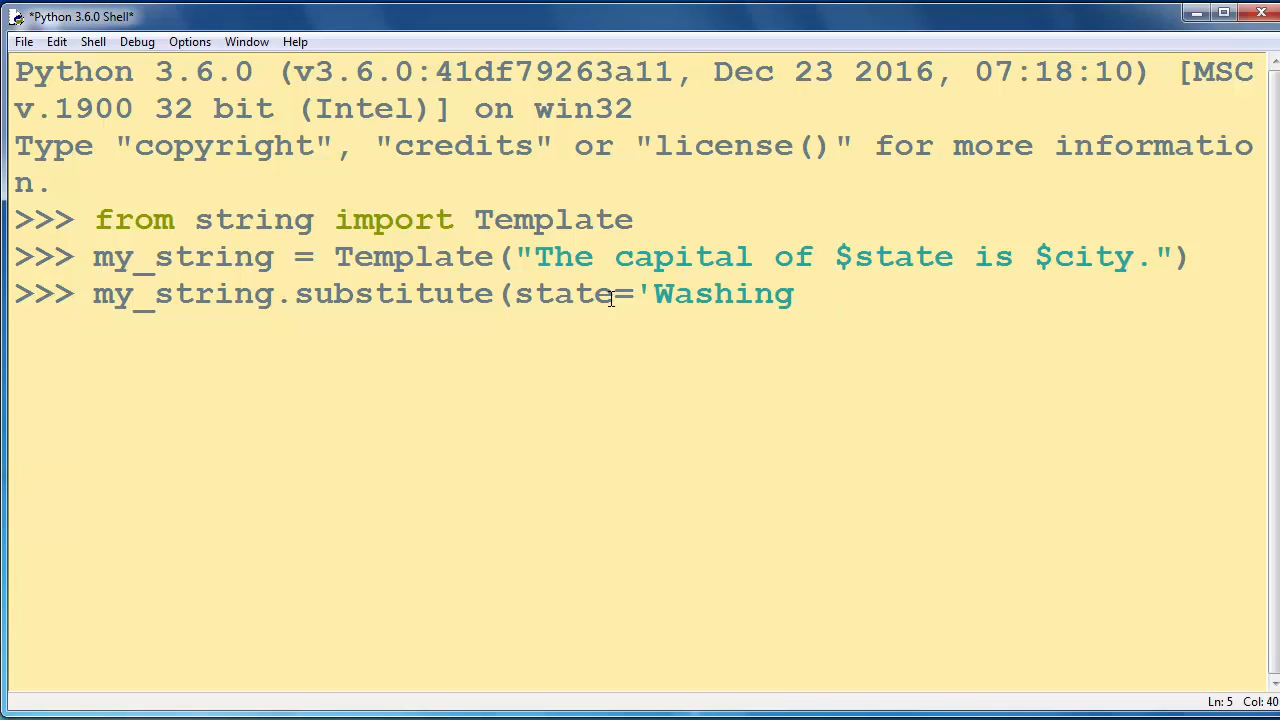 *Python 3.6.0 Shell*
File Edit Shell Debug Options Window Help
Python 3.6.0 (v3.6.0:41df79263a11, Dec 23 2016, 07:18:10) [MSC
v.1900 32 bit (Intel)] on win32
Type "copyright", "credits" or "license()" for more informatio
n.
>>> from string import Template
>>> my_string = Template("The capital of $state is $city.")
>>> my_string.substitute(state='Washing
Ln: 5 Col: 40